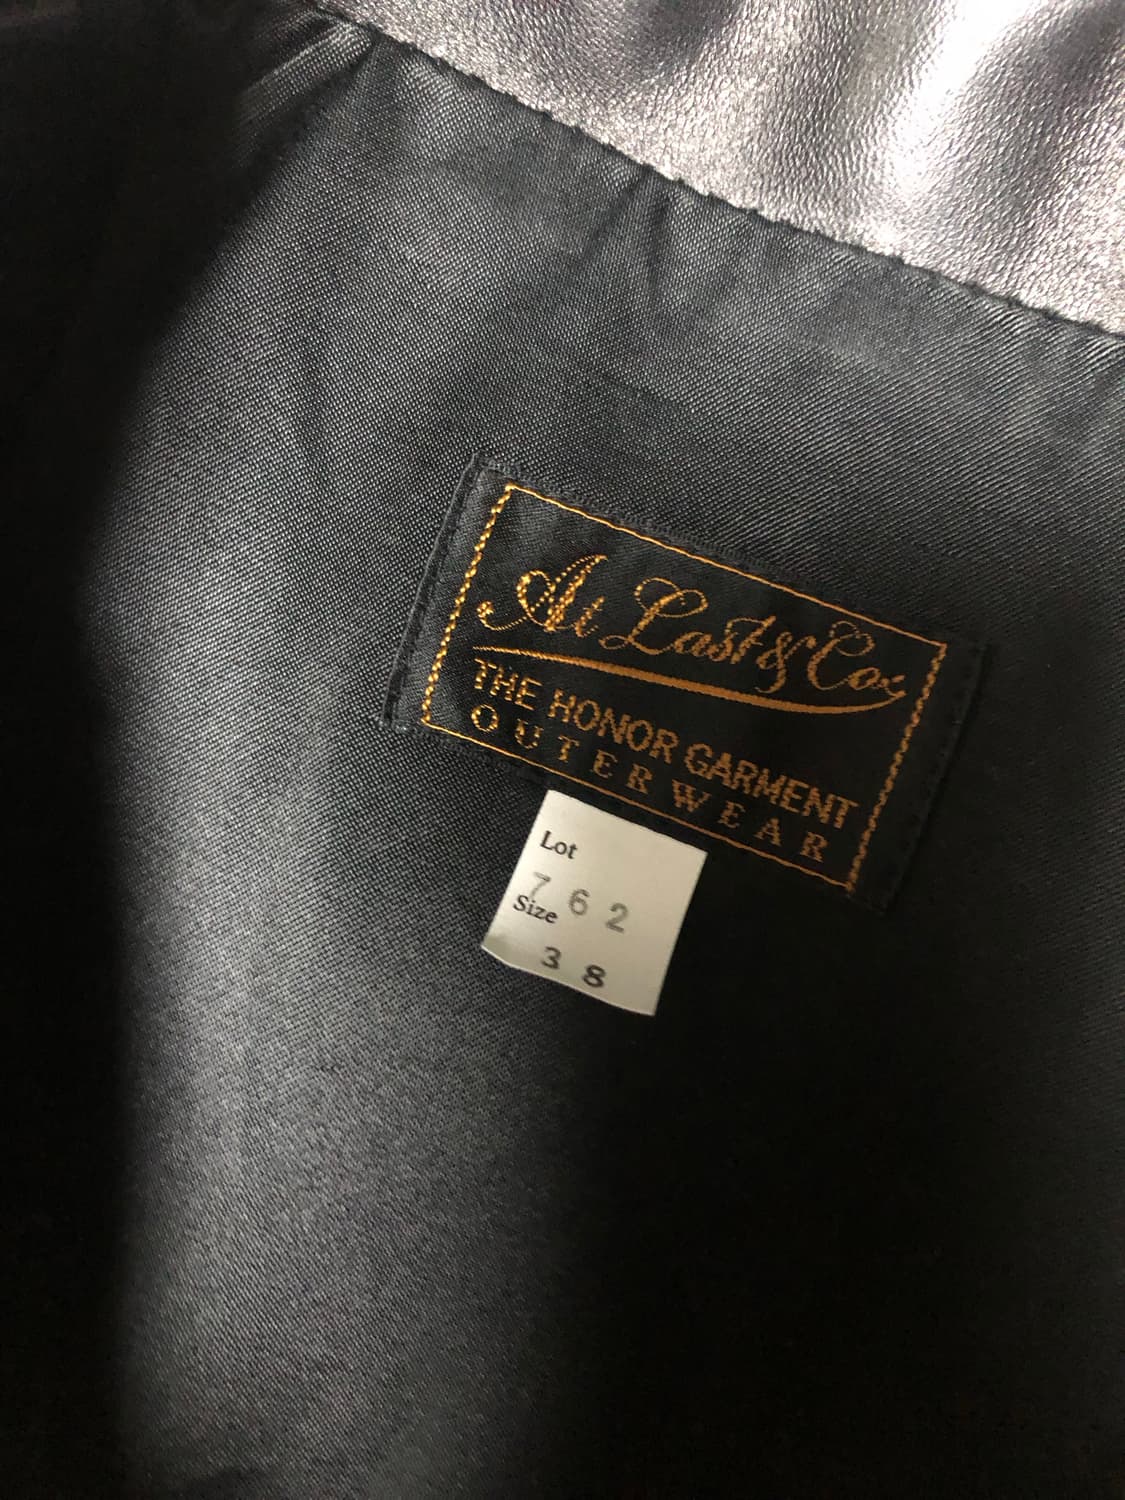 At Last & Co
THE HONOR GARMENT
OUTERWEAR
Lot
762
Size
38